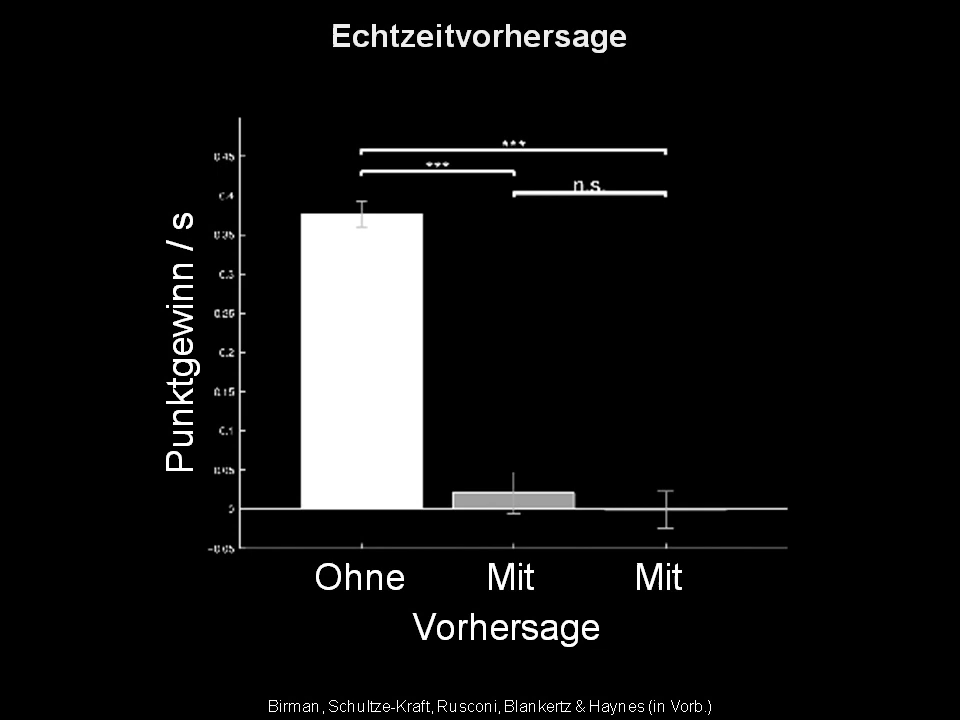 Echtzeitvorhersage
***
***
n.s.
0.45
0.4
0.35
0.3
0.25
0.2
0.15
0.1
0.05
0
-0.05
Punktgewinn / s
Ohne Mit Mit
Vorhersage
Birman, Schultze-Kraft, Rusconi, Blankertz & Haynes (in Vorb.)